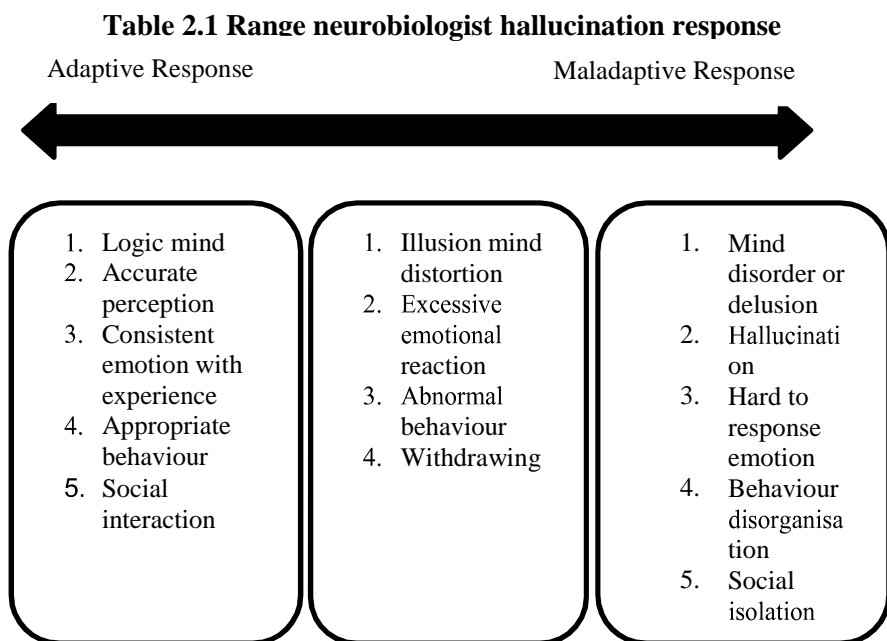 Table 2.1 Range neurobiologist hallucination response
Adaptive Response
Maladaptive Response
1. Logic mind
2. Accurate
perception
3. Consistent
emotion with
experience
4. Appropriate
behaviour
5. Social
interaction
1. Illusion mind
distortion
2. Excessive
emotional
reaction
3. Abnormal
behaviour
4. Withdrawing
1. Mind
disorder or
delusion
2. Hallucinati
on
3. Hard to
response
emotion
4. Behaviour
disorganisa
tion
5. Social
isolation